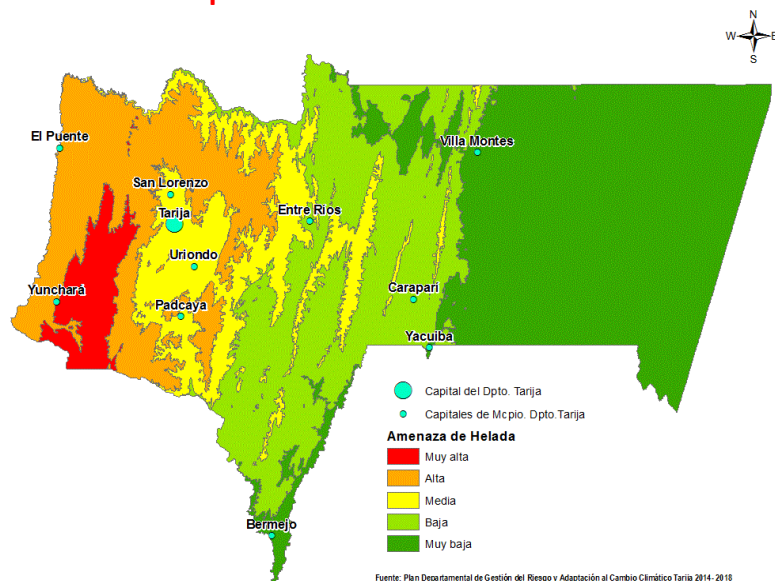 N
W E
S
El Puente
Villa Montes
San Lorenzo
Tarija
Entre Rios
Uriondo
Yunchará
Carapari
Padcaya
Yacuiba
Capital del Dpto. Tarija
Capitales de Mcpio. Dpto.Tarija
Amenaza de Helada
Muy alta
Alta
Media
Baja
Muy baja
Bermejo
Fuente: Plan Departamental de Gestión del Riesgo y Adaptación al Cambio Climático Tarija 2014- 2018